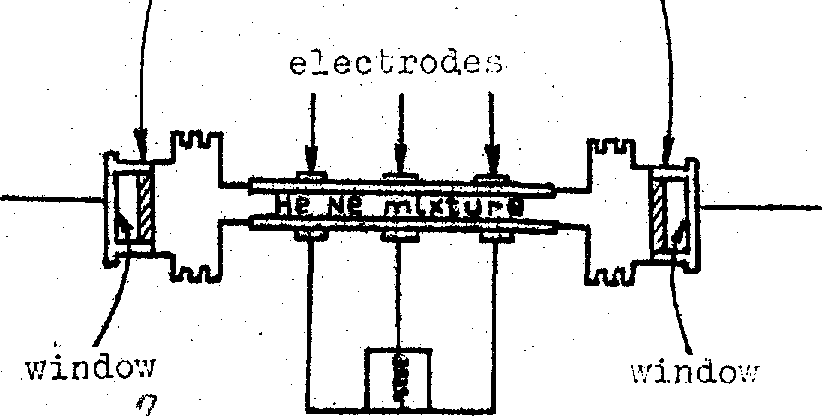 electrodes
He Ne mixture
window
window